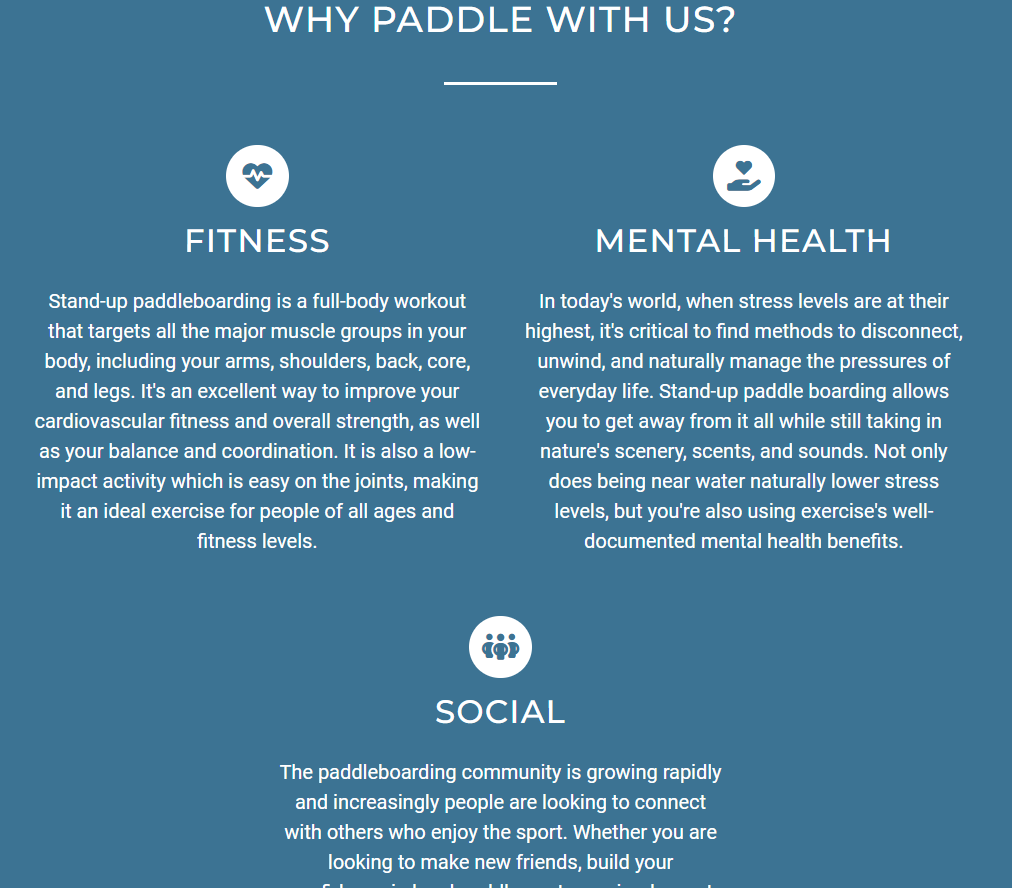 WHY PADDLE WITH US?
FITNESS
Stand-up paddleboarding is a full-body workout
that targets all the major muscle groups in your
body, including your arms, shoulders, back, core,
and legs. It's an excellent way to improve your
cardiovascular fitness and overall strength, as well
as your balance and coordination. It is also a low-
impact activity which is easy on the joints, making
it an ideal exercise for people of all ages and
fitness levels.
MENTAL HEALTH
In today's world, when stress levels are at their
highest, it's critical to find methods to disconnect,
unwind, and naturally manage the pressures of
everyday life. Stand-up paddle boarding allows
you to get away from it all while still taking in
nature's scenery, scents, and sounds. Not only
does being near water naturally lower stress
levels, but you're also using exercise's well-
documented mental health benefits.
SOCIAL
The paddleboarding community is growing rapidly
and increasingly people are looking to connect
with others who enjoy the sport. Whether you are
looking to make new friends, build your